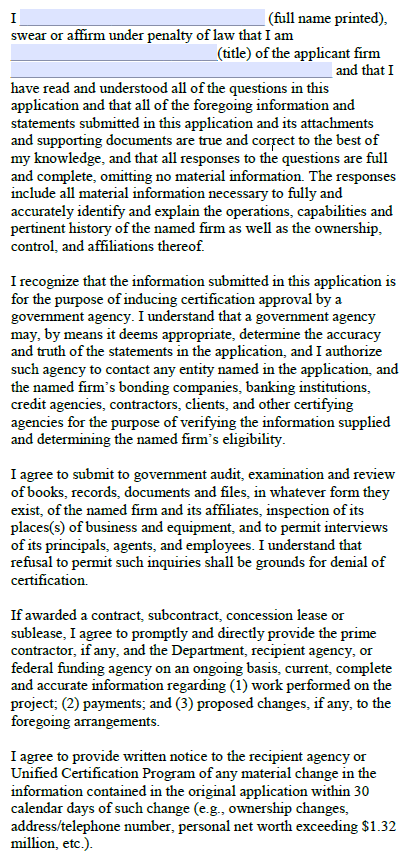 I (full name printed),
swear or affirm under penalty of law that I am
(title) of the applicant firm
and that I
have read and understood all of the questions in this
application and that all of the foregoing information and
statements submitted in this application and its attachments
and supporting documents are true and correct to the best of
my knowledge, and that all responses to the questions are full
and complete, omitting no material information. The responses
include all material information necessary to fully and
accurately identify and explain the operations, capabilities and
pertinent history of the named firm as well as the ownership,
control, and affiliations thereof.
I recognize that the information submitted in this application is
for the purpose of inducing certification approval by a
government agency. I understand that a government agency
may, by means it deems appropriate, determine the accuracy
and truth of the statements in the application, and I authorize
such agency to contact any entity named in the application, and
the named firm's bonding companies, banking institutions,
credit agencies, contractors, clients, and other certifying
agencies for the purpose of verifying the information supplied
and determining the named firm's eligibility.
I agree to submit to government audit, examination and review
of books, records, documents and files, in whatever form they
exist, of the named firm and its affiliates, inspection of its
places(s) of business and equipment, and to permit interviews
of its principals, agents, and employees. I understand that
refusal to permit such inquiries shall be grounds for denial of
certification.
If awarded a contract, subcontract, concession lease or
sublease, I agree to promptly and directly provide the prime
contractor, if any, and the Department, recipient agency, or
federal funding agency on an ongoing basis, current, complete
and accurate information regarding (1) work performed on the
project; (2) payments; and (3) proposed changes, if any, to the
foregoing arrangements.
I agree to provide written notice to the recipient agency or
Unified Certification Program of any material change in the
information contained in the original application within 30
calendar days of such change (e.g., ownership changes,
address/telephone number, personal net worth exceeding $1.32
million, etc.).